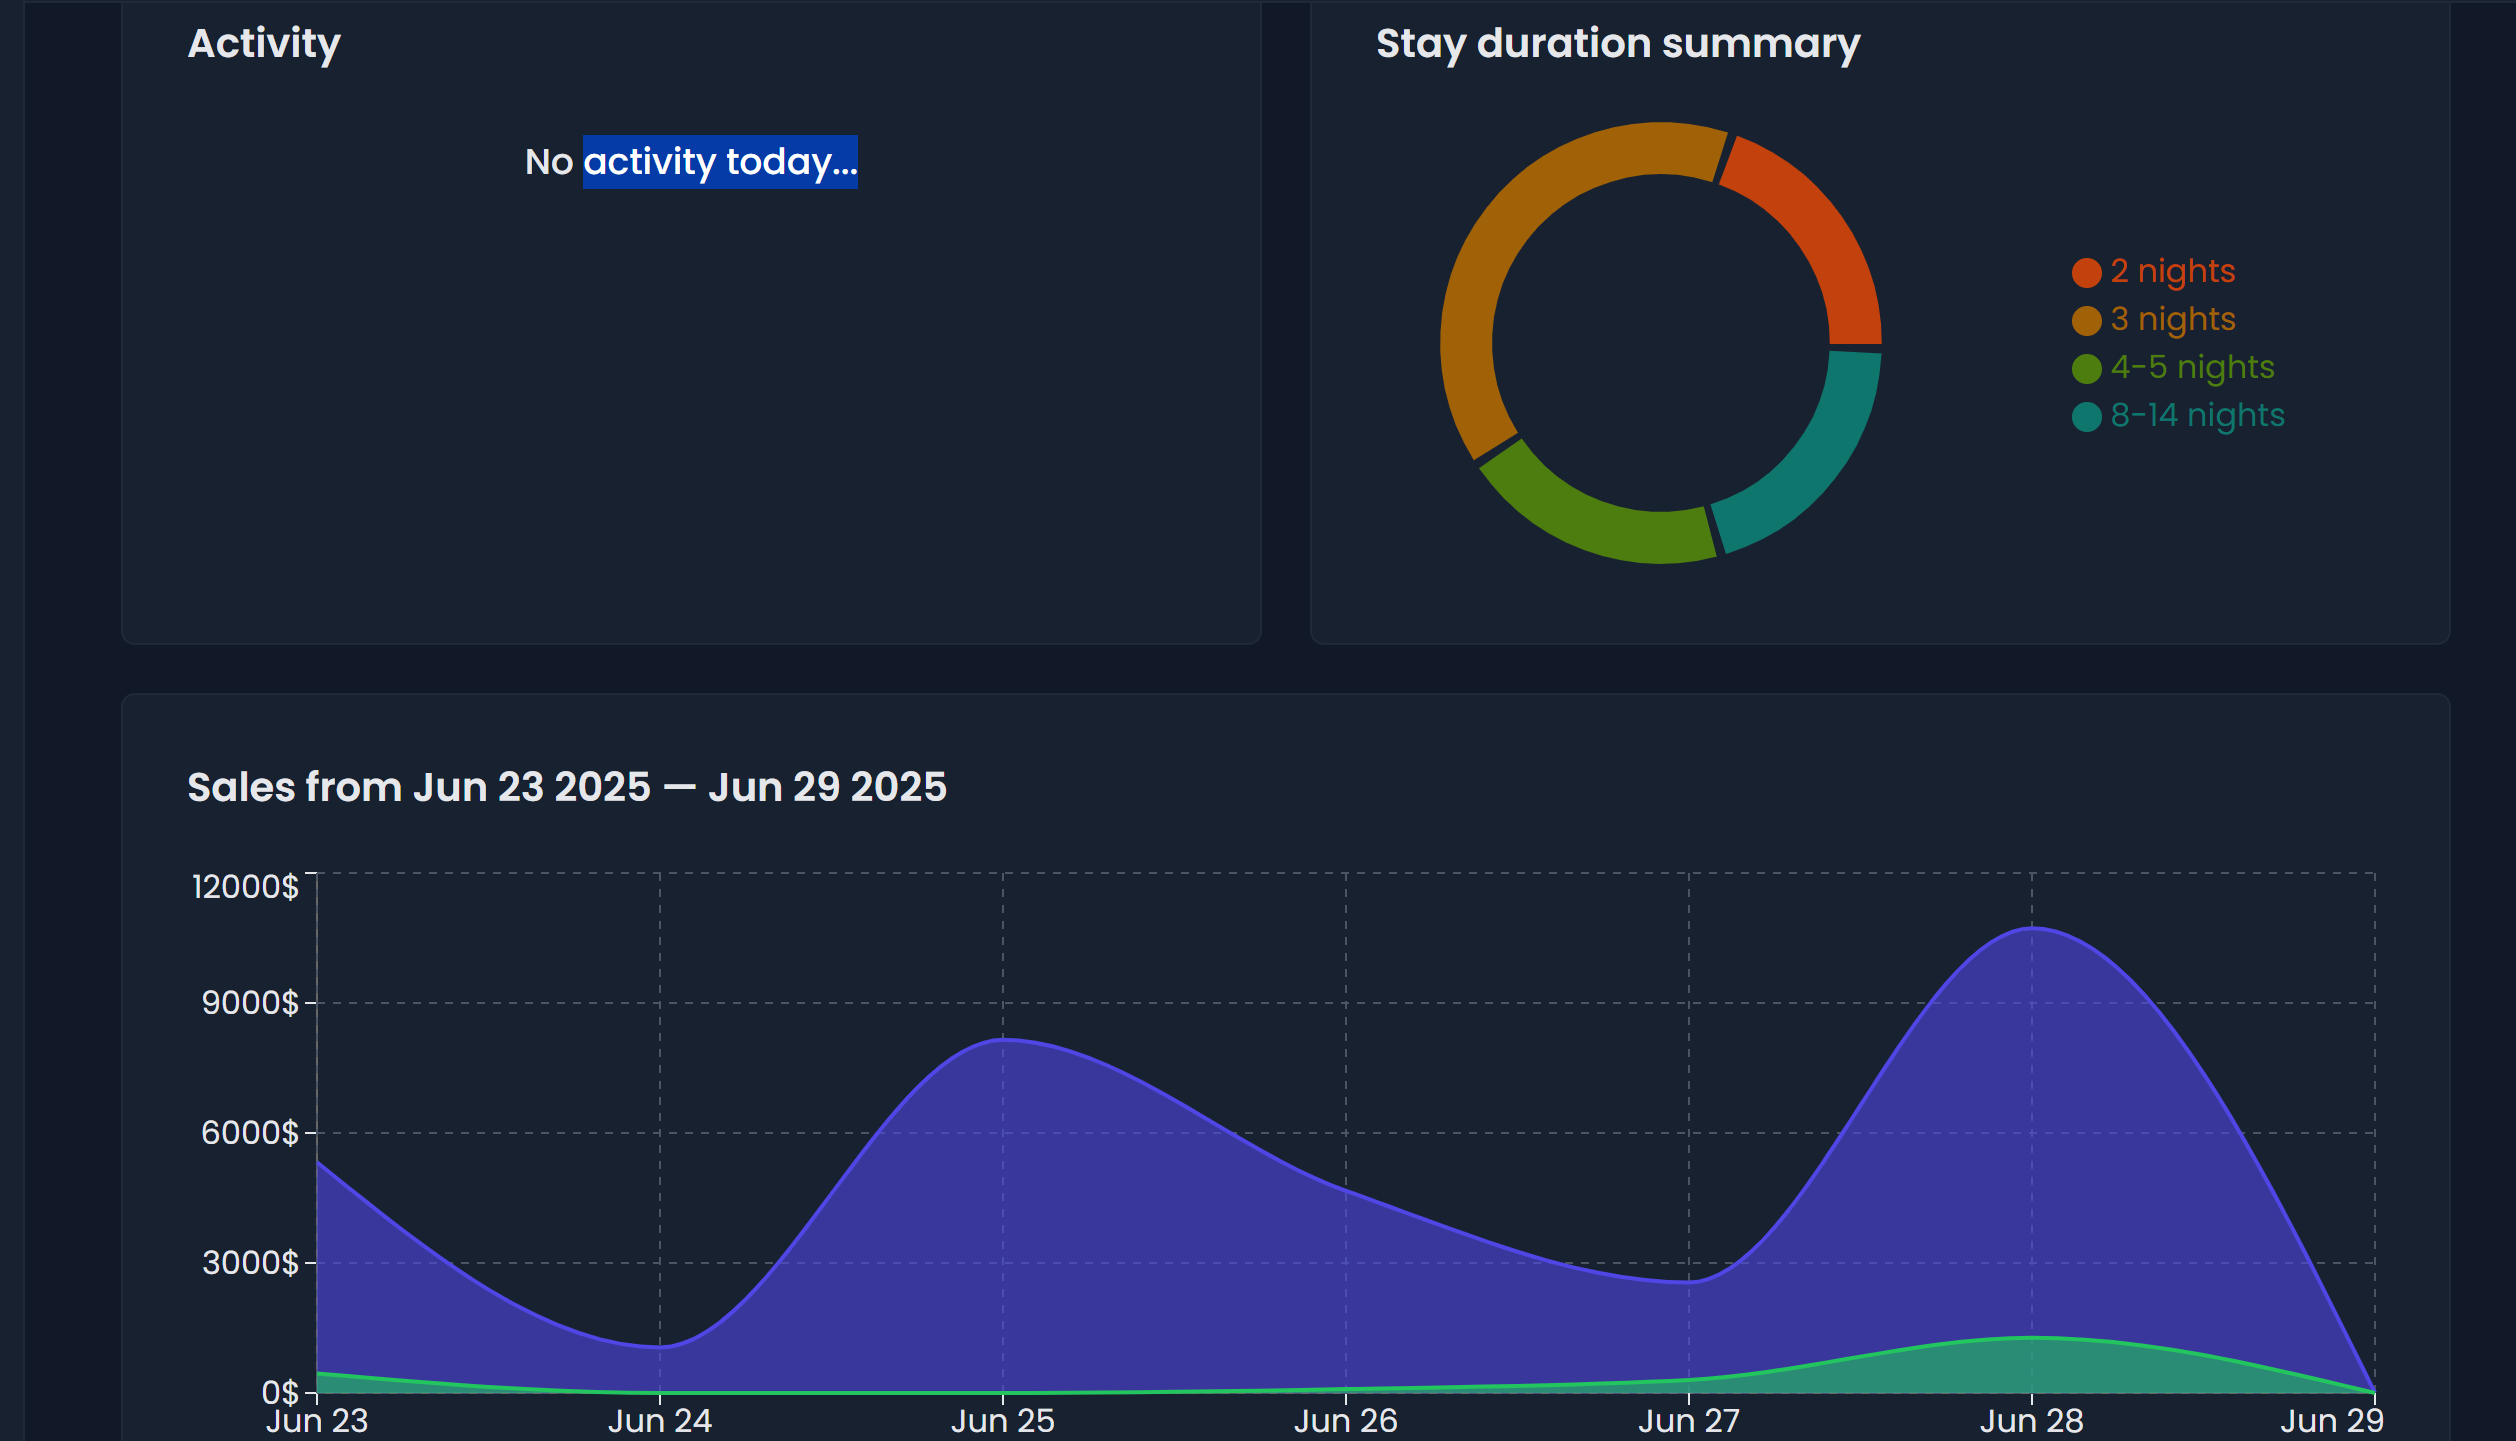 Activity
No activity today...
Stay duration summary
2 nights
3 nights
4-5 nights
8-14 nights
Sales from Jun 23 2025 — Jun 29 2025
12000$
9000$
6000$
3000$
0$
Jun 23 Jun 24 Jun 25 Jun 26 Jun 27 Jun 28 Jun 29